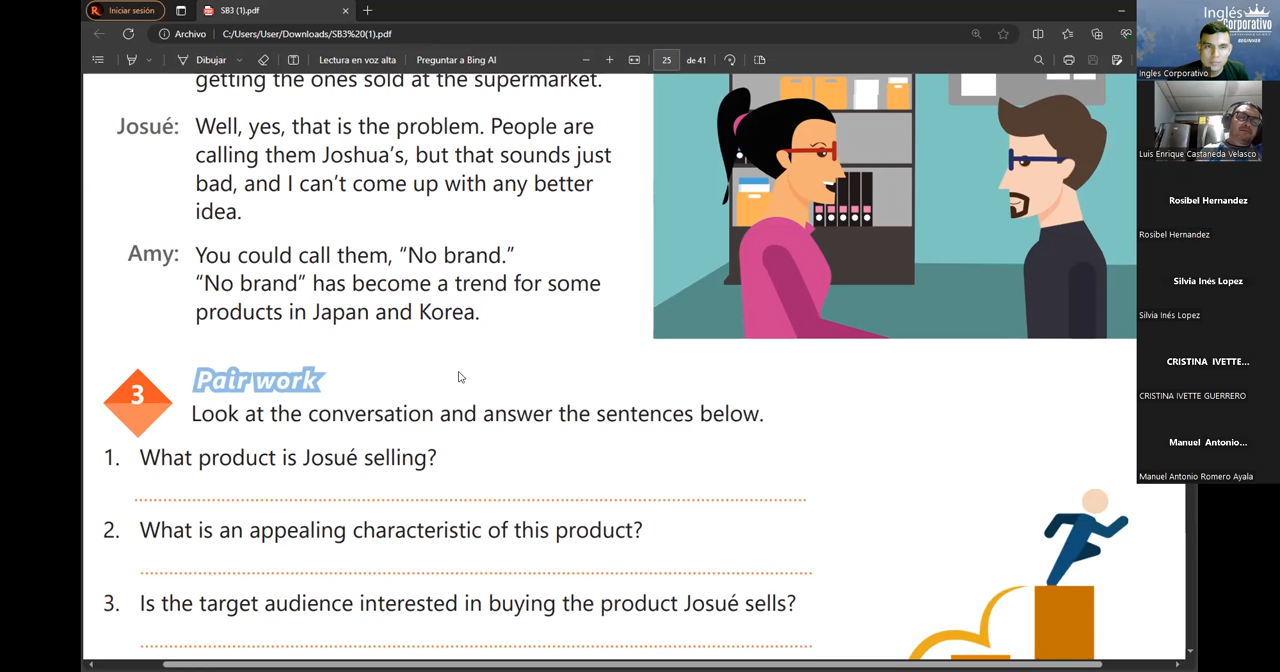 Iniciar sesión
SB3 (1).pdf
Archivo
C:/Users/User/Downloads/SB3%20(1).pdf
Dibujar
Lectura en voz alta
Preguntar a Bing AI
25
de 41
getting the ones sold at the supermarket.
Josué: Well, yes, that is the problem. People are
calling them Joshua's, but that sounds just
bad, and I can't come up with any better
idea.
Amy: You could call them, “No brand.”
“No brand” has become a trend for some
products in Japan and Korea.
3
Pair work
Look at the conversation and answer the sentences below.
1. What product is Josué selling?
2. What is an appealing characteristic of this product?
3. Is the target audience interested in buying the product Josué sells?
Inglés
Corporativo
BEGINNER
Ingles Corporativo
Luis Enrique Castaneda Velasco
Rosibel Hernandez
Rosibel Hernandez
Silvia Inés Lopez
Silvia Inés Lopez
CRISTINA IVETTE...
CRISTINA IVETTE GUERRERO
Manuel Antonio...
Manuel Antonio Romero Ayala